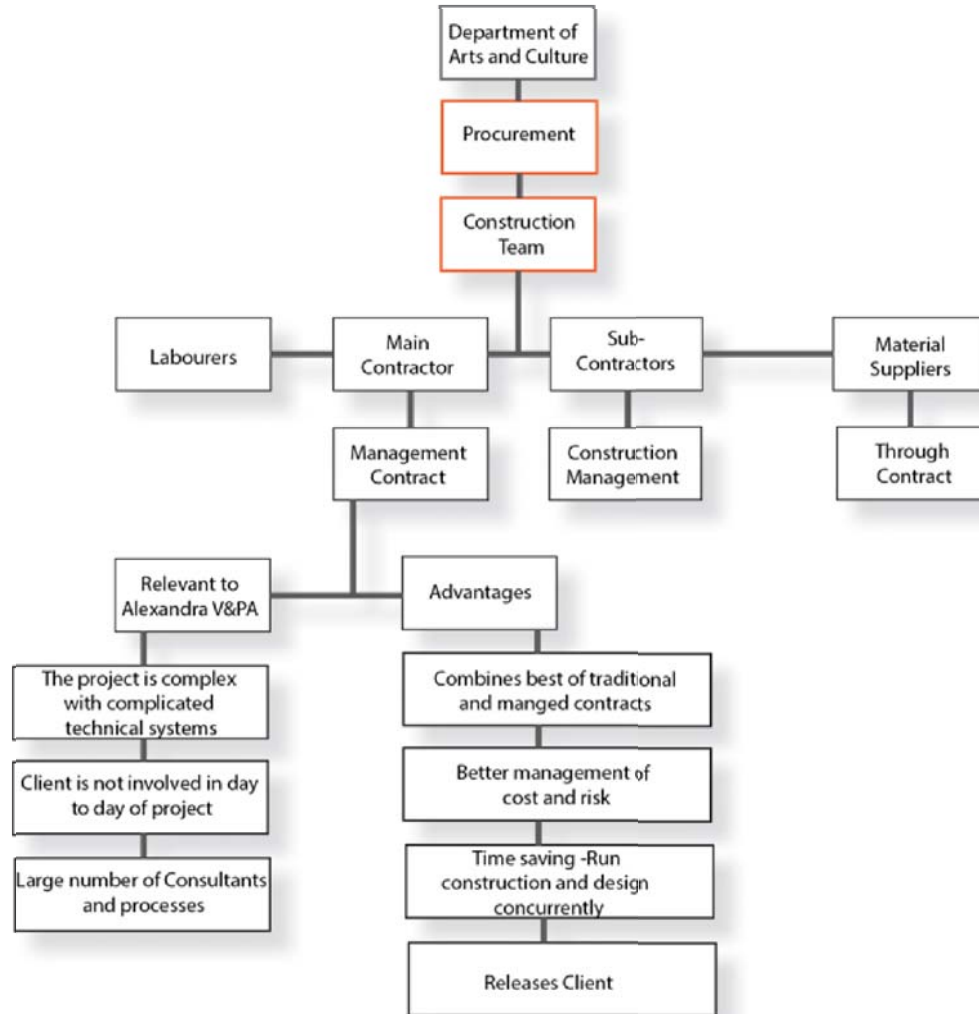 Department of
Arts and Culture
Procurement
Construction
Team
Labourers
Main
Contractor
Sub-
Contractors
Material
Suppliers
Management
Contract
Construction
Management
Through
Contract
Relevant to
Alexandra V&PA
Advantages
The project is complex
with complicated
technical systems
Client is not involved in day
to day of project
Large number of Consultants
and processes
Combines best of traditional
and manged contracts
Better management of
cost and risk
Time saving -Run
construction and design
concurrently
Releases Client